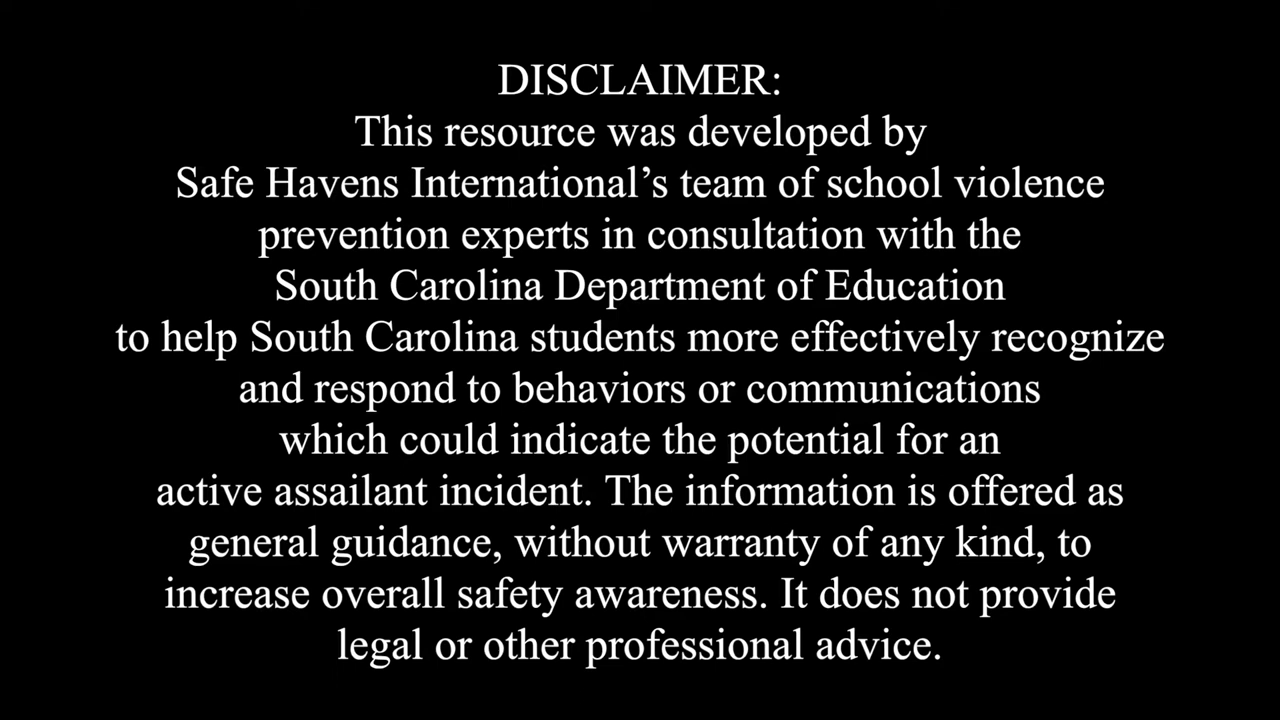 DISCLAIMER:
This resource was developed by
Safe Havens International’s team of school violence
prevention experts in consultation with the
South Carolina Department of Education
to help South Carolina students more effectively recognize
and respond to behaviors or communications
which could indicate the potential for an
active assailant incident. The information is offered as
general guidance, without warranty of any kind, to
increase overall safety awareness. It does not provide
legal or other professional advice.